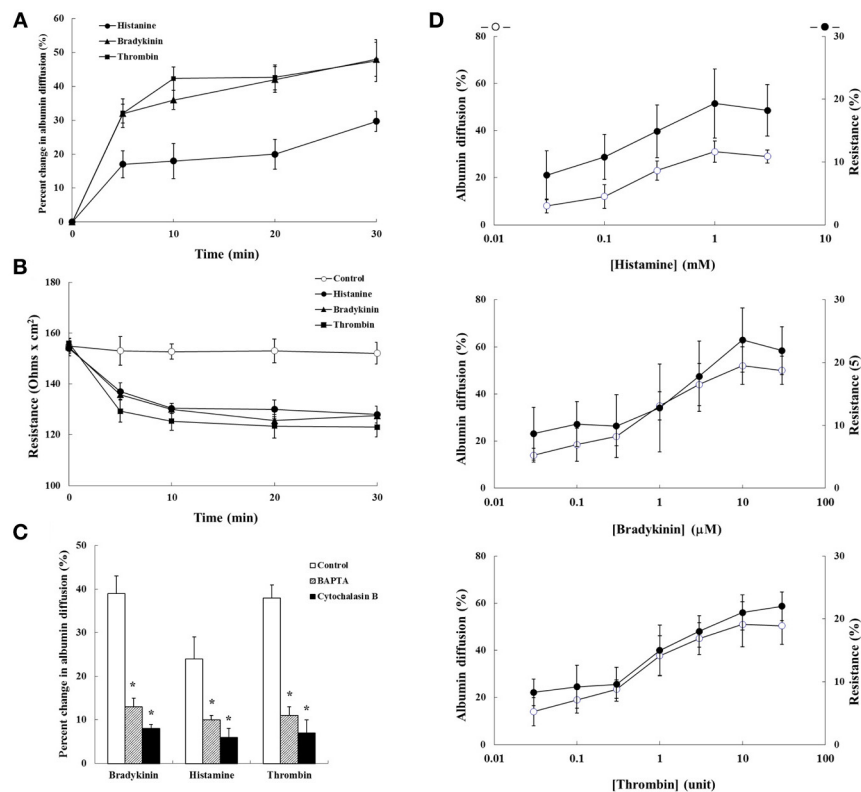 A
Percent change in albumin diffusion (%)
60
50
40
30
20
10
0
Histanine
Bradykinin
Thrombin
0
10
20
30
Time (min)
B
Resistance (Ohms x cm²)
180
160
140
120
100
Control
Histanine
Bradykinin
Thrombin
0
10
20
30
Time (min)
C
Percent change in albumin diffusion (%)
50
40
30
20
10
0
Control
BAPTA
Cytochalasin B
* *
* *
* *
Bradykinin
Histamine
Thrombin
D
Albumin diffusion (%)
80
60
40
20
0
30
20
10
0
Resistance (%)
0.01
0.1
1
10
[Histamine] (mM)
Albumin diffusion (%)
80
60
40
20
0
30
20
10
0
Resistance (5)
0.01
0.1
1
10
100
[Bradykinin] (μM)
Albumin diffusion (%)
80
60
40
20
0
30
20
10
0
Resistance (%)
0.01
0.1
1
10
100
[Thrombin] (unit)